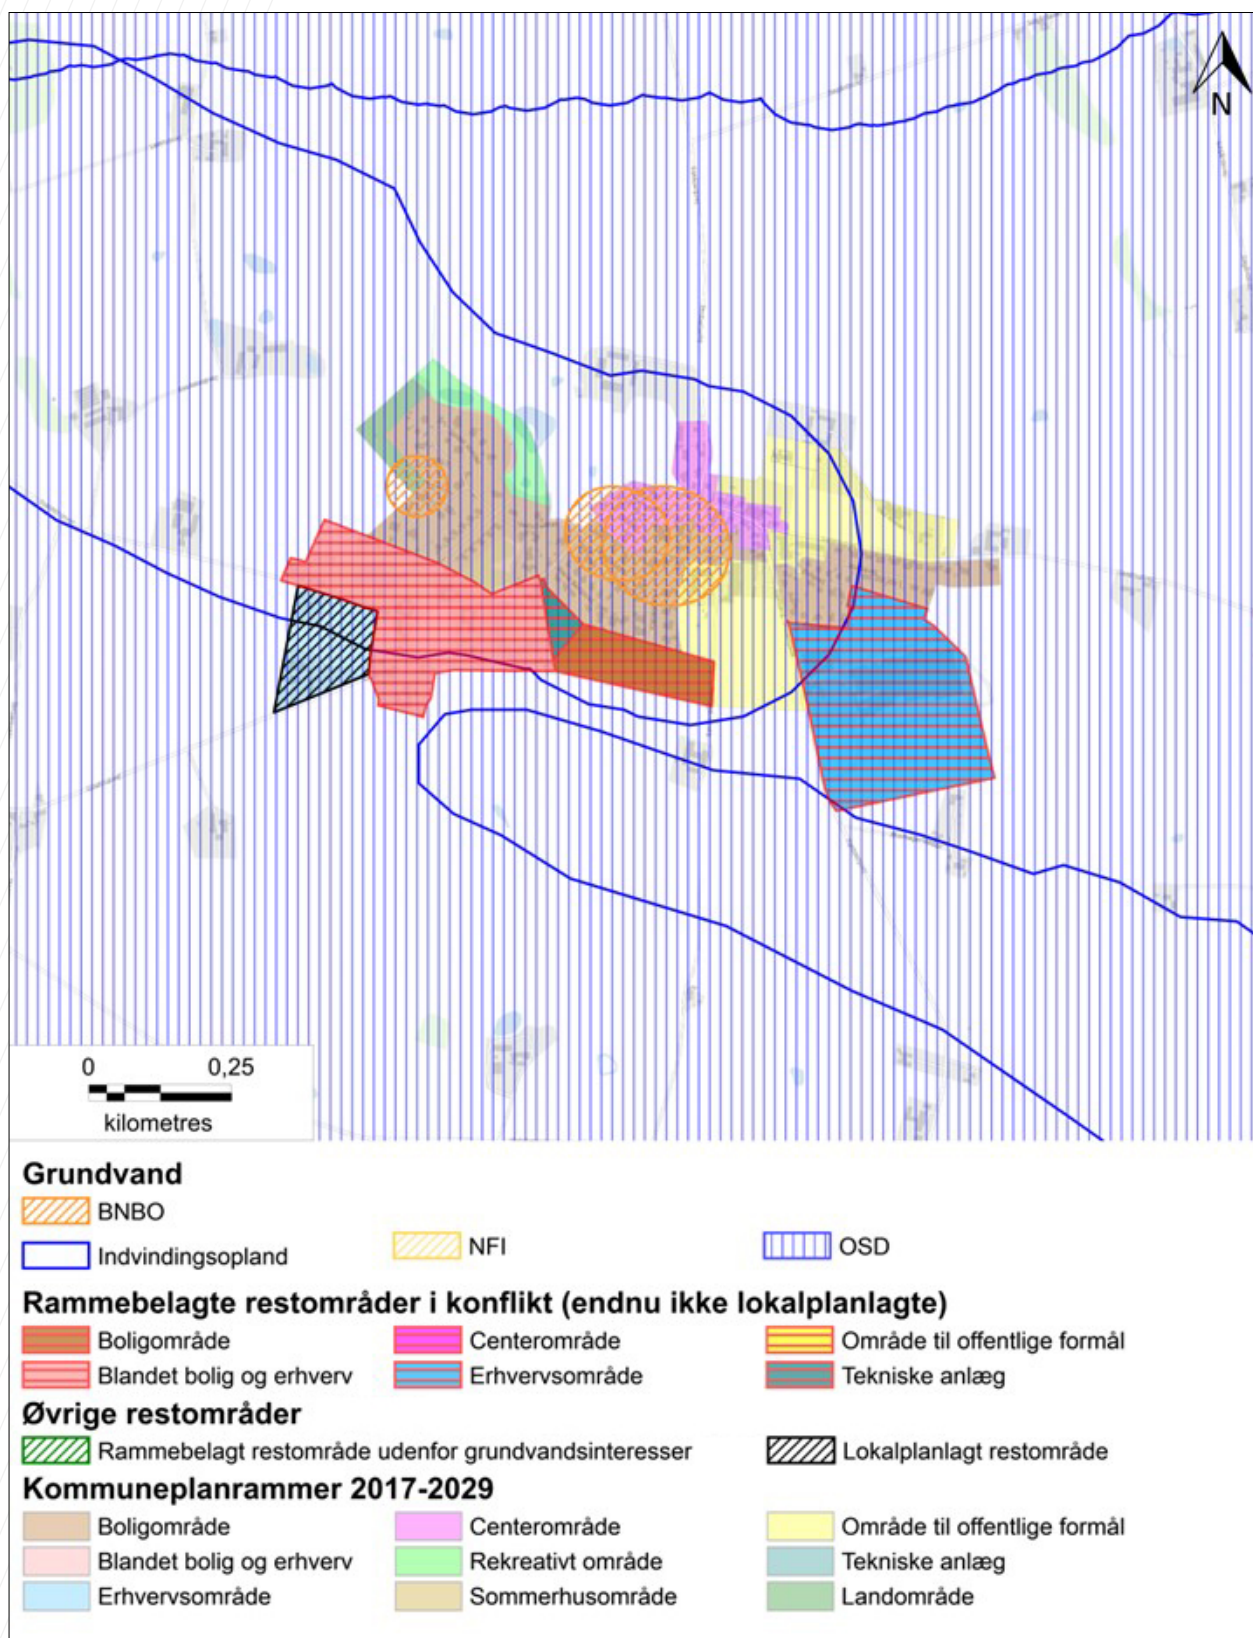 N
0 0,25
kilometres
Grundvand
BNBO
Indvindingsopland NFI OSD
Rammebelagte restområder i konflikt (endnu ikke lokalplanlagte)
Boligområde Centerområde Område til offentlige formål
Blandet bolig og erhverv Erhvervsområde Tekniske anlæg
Øvrige restområder
Rammebelagt restområde udenfor grundvandsinteresser Lokalplanlagt restområde
Kommuneplanrammer 2017-2029
Boligområde Centerområde Område til offentlige formål
Blandet bolig og erhverv Rekreativt område Tekniske anlæg
Erhvervsområde Sommerhusområde Landområde